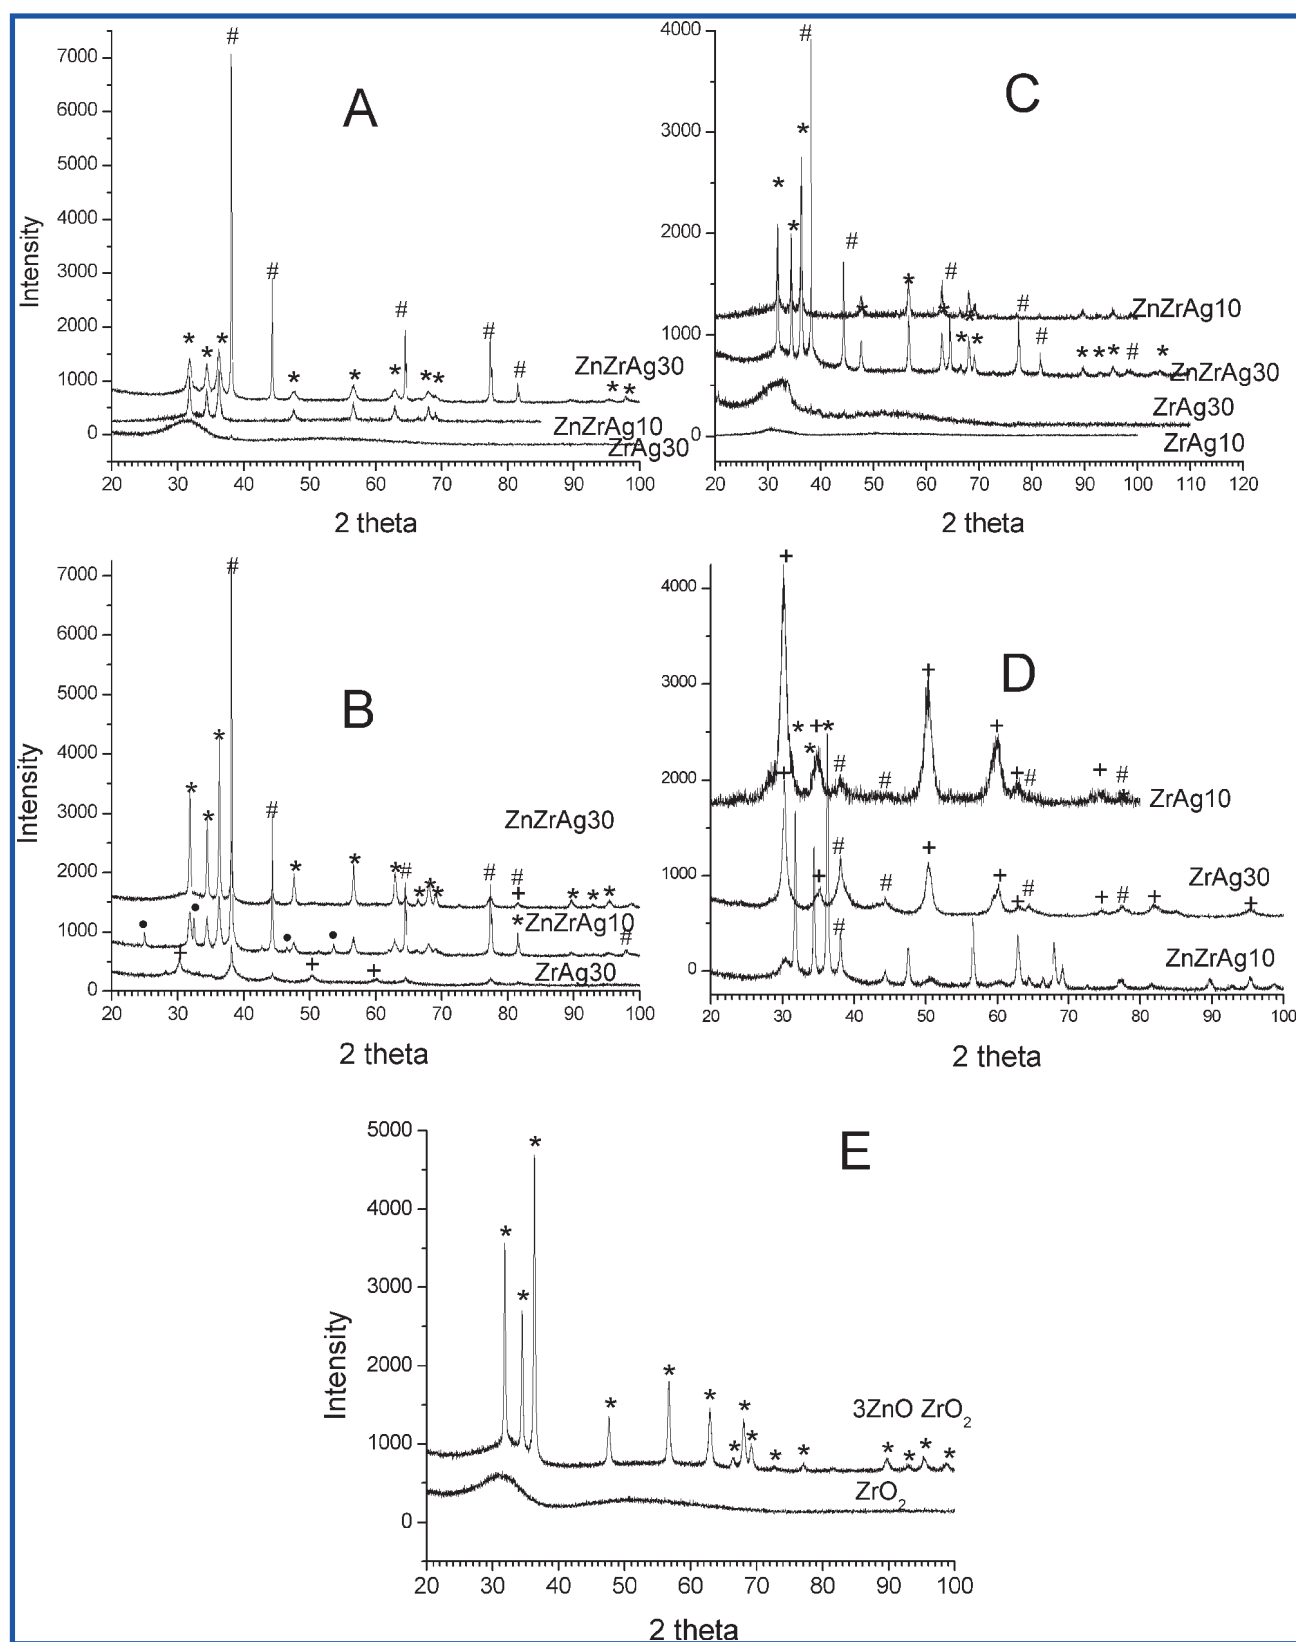 A
Intensity
7000
6000
5000
4000
3000
2000
1000
0
#
#
#
#
#
* * *
* * * * *
* *
ZnZrAg30
ZnZrAg10
ZrAg30
20 30 40 50 60 70 80 90 100
2 theta
C
4000
3000
2000
1000
0
#
*
*
*
#
*
#
#
#
* * * * *
* * * # *
ZnZrAg10
ZnZrAg30
ZrAg30
ZrAg10
20 30 40 50 60 70 80 90 100 110 120
2 theta
B
Intensity
7000
6000
5000
4000
3000
2000
1000
0
#
*
*
*
#
* * * # * * * # # +
* * *
• • • •
* #
+ + +
ZnZrAg30
ZnZrAg10
ZrAg30
20 30 40 50 60 70 80 90 100
2 theta
D
4000
3000
2000
1000
0
+
+
* + *
*
+
# # + # + #
*
ZrAg10
+
#
+
# + + + # + # + +
ZrAg30
#
ZnZrAg10
20 30 40 50 60 70 80 90 100
2 theta
E
Intensity
5000
4000
3000
2000
1000
0
*
*
*
* * * * * * * * * * * *
3ZnO ZrO₂
ZrO₂
20 30 40 50 60 70 80 90 100
2 theta